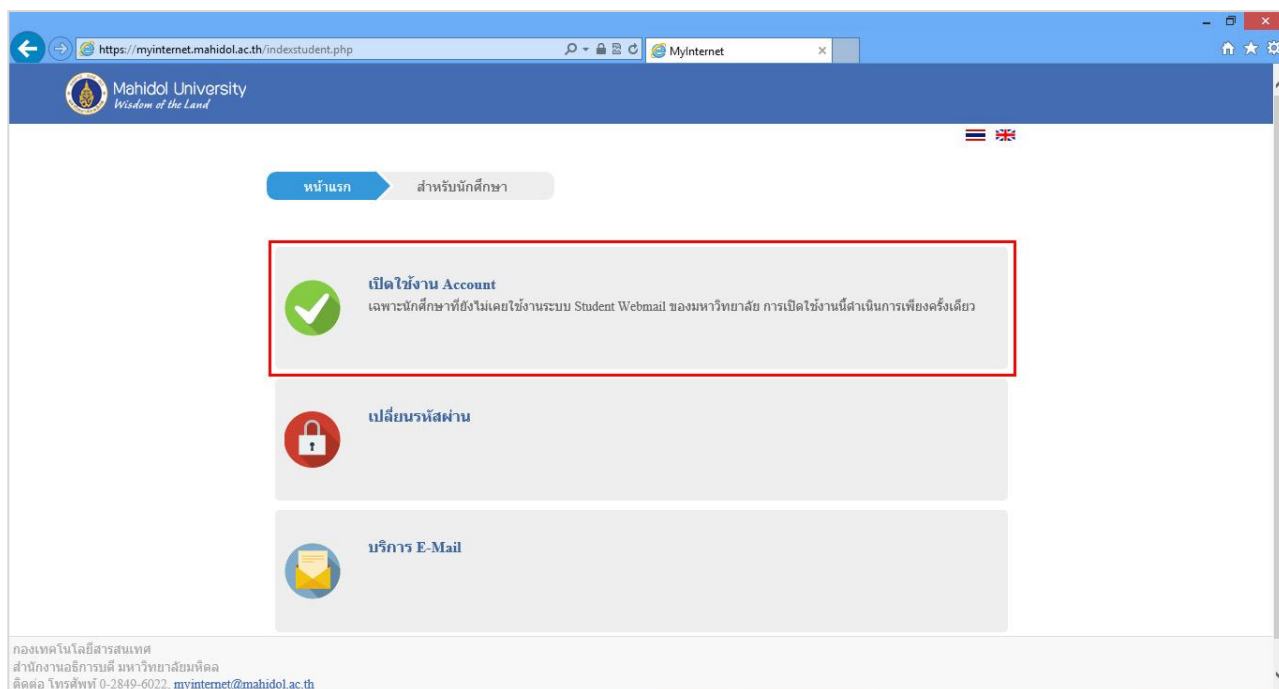 https://myinternet.mahidol.ac.th/indexstudent.php
MyInternet
Mahidol University
Wisdom of the Land
หน้าแรก
สำหรับนักศึกษา
เปิดใช้งาน Account
เฉพาะนักศึกษาที่ยังไม่เคยใช้งานระบบ Student Webmail ของมหาวิทยาลัย การเปิดใช้งานนี้ดำเนินการเพียงครั้งเดียว
เปลี่ยนรหัสผ่าน
บริการ E-Mail
กองเทคโนโลยีสารสนเทศ
สำนักงานอธิการบดี มหาวิทยาลัยมหิดล
ติดต่อ โทรศัพท์ 0-2849-6022, myinternet@mahidol.ac.th